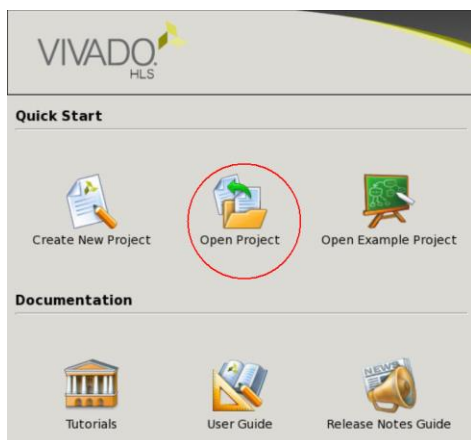 VIVADO.
HLS
Quick Start
Create New Project
Open Project
Open Example Project
Documentation
NEWS
Tutorials
User Guide
Release Notes Guide